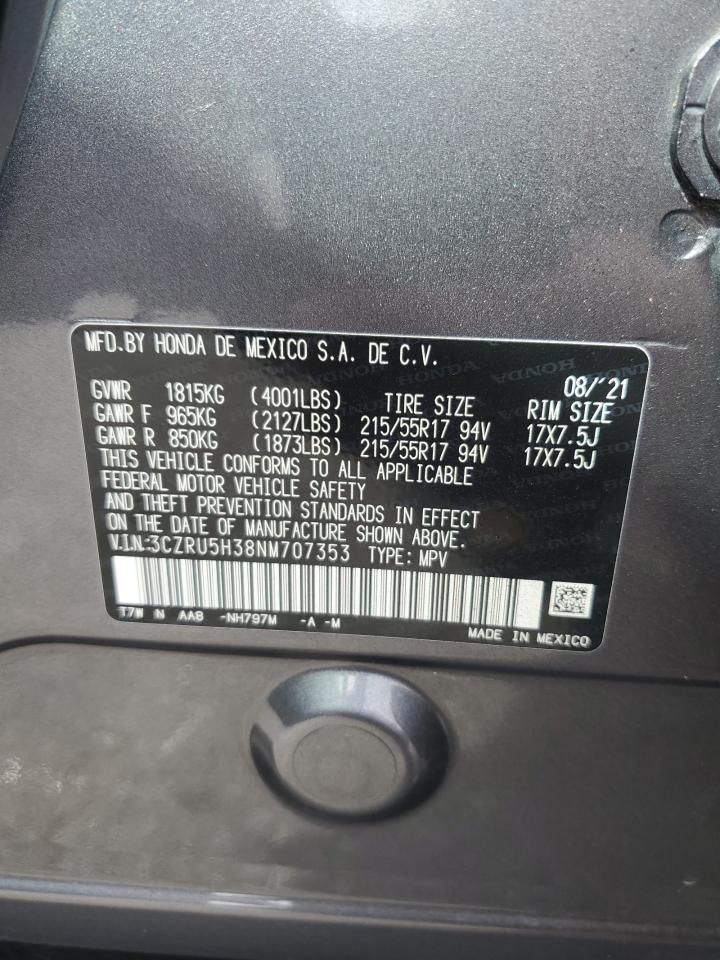 MFD.BY HONDA DE MEXICO S.A. DE C.V.
08/'21
GVWR 1815KG (4001LBS) TIRE SIZE RIM SIZE
GAWR F 965KG (2127LBS) 215/55R17 94V 17X7.5J
GAWR R 850KG (1873LBS) 215/55R17 94V 17X7.5J
THIS VEHICLE CONFORMS TO ALL APPLICABLE
FEDERAL MOTOR VEHICLE SAFETY
AND THEFT PREVENTION STANDARDS IN EFFECT
ON THE DATE OF MANUFACTURE SHOWN ABOVE.
V.I.N:3CZRU5H38NM707353 TYPE: MPV
T7W N AA8 -NH797M -A -M
MADE IN MEXICO